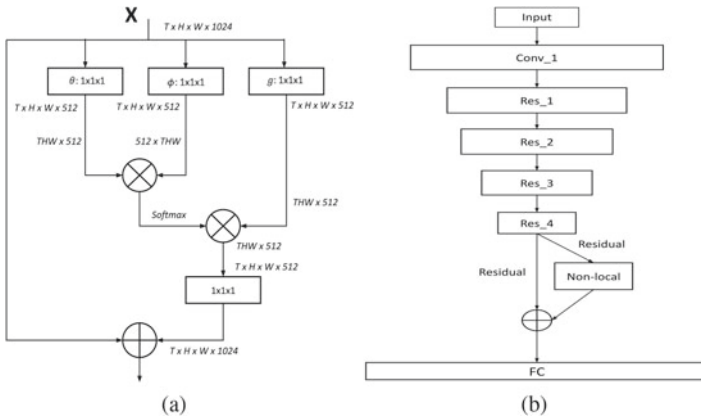 X
T x H x W x 1024
θ: 1x1x1
ϕ: 1x1x1
g: 1x1x1
T x H x W x 512
T x H x W x 512
T x H x W x 512
THW x 512
512 x THW
Softmax
THW x 512
THW x 512
T x H x W x 512
1x1x1
T x H x W x 1024
(a)
Input
Conv_1
Res_1
Res_2
Res_3
Res_4
Residual
Residual
Non-local
FC
(b)